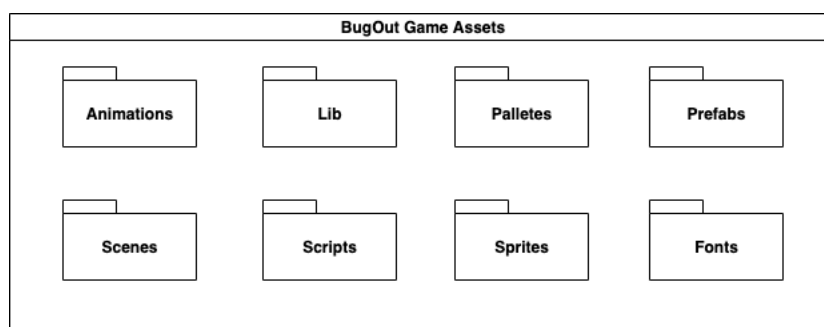 BugOut Game Assets
Animations
Lib
Palletes
Prefabs
Scenes
Scripts
Sprites
Fonts